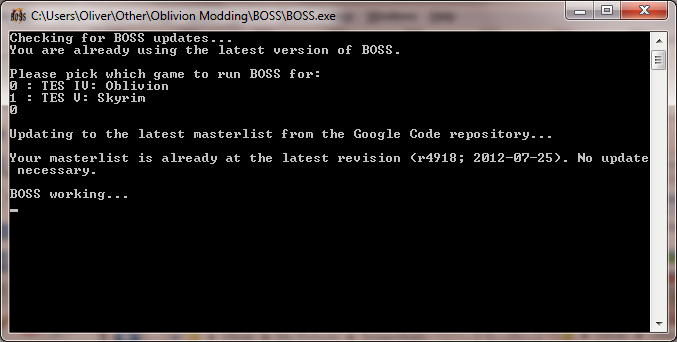 BOSS C:\Users\Oliver\Other\Oblivion Modding\BOSS\BOSS.exe
Checking for BOSS updates...
You are already using the latest version of BOSS.
Please pick which game to run BOSS for:
0 : TES IV: Oblivion
1 : TES V: Skyrim
0
Updating to the latest masterlist from the Google Code repository...
Your masterlist is already at the latest revision (r4918; 2012-07-25). No update
necessary.
BOSS working...